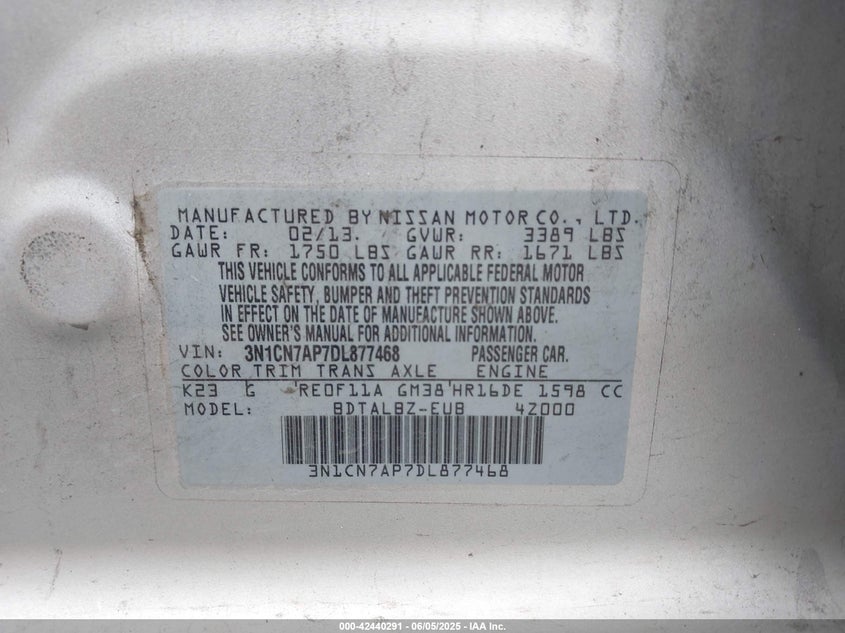 MANUFACTURED BY NISSAN MOTOR CO., LTD.
DATE: 02/13. GVWR: 3389 LBS
GAWR FR: 1750 LBS GAWR RR: 1671 LBS
THIS VEHICLE CONFORMS TO ALL APPLICABLE FEDERAL MOTOR
VEHICLE SAFETY, BUMPER AND THEFT PREVENTION STANDARDS
IN EFFECT ON THE DATE OF MANUFACTURE SHOWN ABOVE.
SEE OWNER'S MANUAL FOR ADDITIONAL INFORMATION.
VIN: 3N1CN7AP7DL877468 PASSENGER CAR.
COLOR TRIM TRANS AXLE ENGINE
K23 G RE0F11A GM38 HR16DE 1598 CC
MODEL: BDTALBZ-EUB 4Z000
3N1CN7AP7DL877468
000-42440291 - 06/05/2025 - IAA Inc.